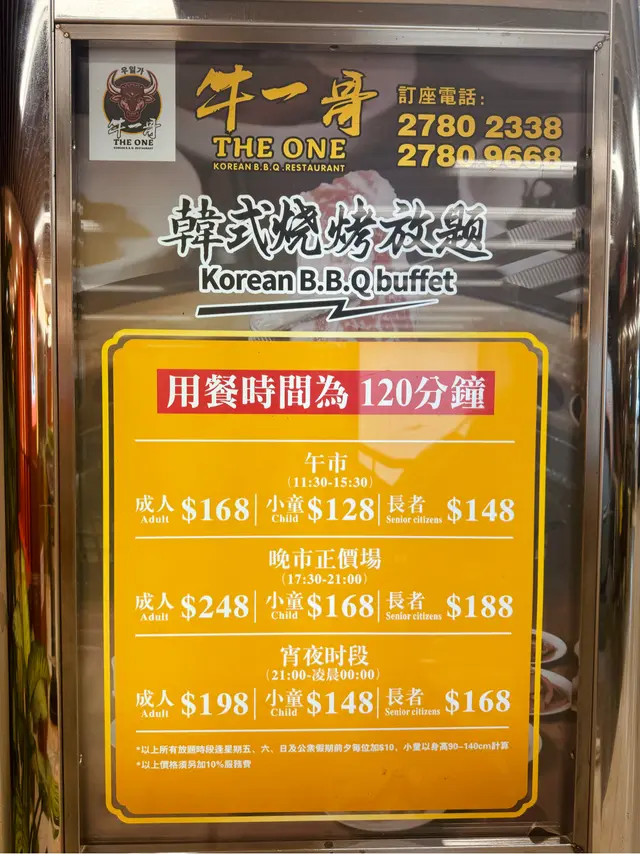 우일가
牛一哥
THE ONE
KOREAN B.B.Q. RESTAURANT
牛一哥
THE ONE
KOREAN B.B.Q. RESTAURANT
訂座電話：
2780 2338
2780 9668
韓式燒烤放題
Korean B.B.Q buffet
用餐時間為 120分鐘
午市
(11:30-15:30)
成人 Adult $168 | 小童 Child $128 | 長者 Senior citizens $148
晚市正價場
(17:30-21:00)
成人 Adult $248 | 小童 Child $168 | 長者 Senior citizens $188
宵夜时段
(21:00-凌晨00:00)
成人 Adult $198 | 小童 Child $148 | 長者 Senior citizens $168
*以上所有放題時段逢星期五、六、日及公衆假期前夕每位加$10、小童以身高90-140cm計算
*以上價格須另加10%服務費